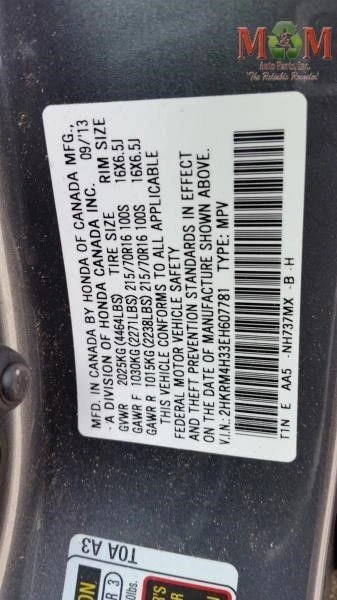 M&M
Auto Parts, Inc.
"The Reliable Recycler"
MFD. IN CANADA BY HONDA OF CANADA MFG.,
- A DIVISION OF HONDA CANADA INC. 09/13
TIRE SIZE RIM SIZE
GVWR 2025KG(4464LBS)
GAWR F 1030KG(2271LBS) 215/70R16 100S 16X6.5J
GAWR R 1015KG(2238LBS) 215/70R16 100S 16X6.5J
THIS VEHICLE CONFORMS TO ALL APPLICABLE
FEDERAL MOTOR VEHICLE SAFETY
AND THEFT PREVENTION STANDARDS IN EFFECT
ON THE DATE OF MANUFACTURE SHOWN ABOVE.
V.I.N.:2HKRM4H33EH607781 TYPE: MPV
T1N E AA5 -NH737MX -B -H
T0A A3